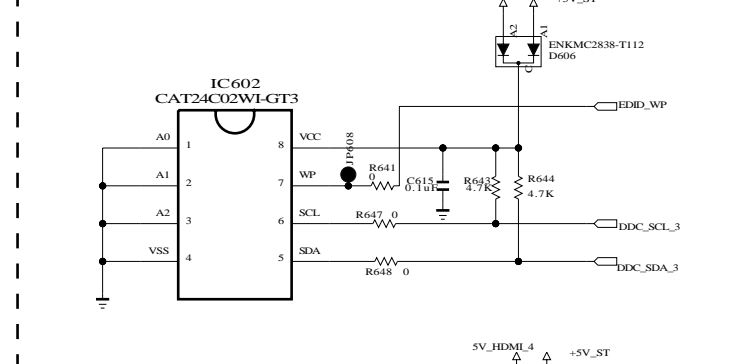 +5V_ST
A2
A1
ENKMC2838-T112
D606
C
IC602
CAT24C02WI-GT3
EDID_WP
A0
1
8
VCC
JP608
A1
2
7
WP
R641
0
C615
0.1uF
R643
4.7K
R644
4.7K
A2
3
6
SCL
R647 0
DDC_SCL_3
VSS
4
5
SDA
R648 0
DDC_SDA_3
5V_HDMI_4
+5V_ST